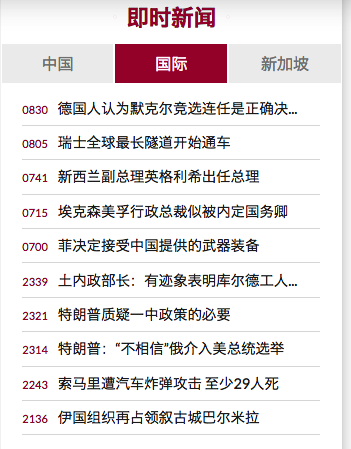 即时新闻
中国 国际 新加坡
0830 德国人认为默克尔竞选连任是正确决...
0805 瑞士全球最长隧道开始通车
0741 新西兰副总理英格利希出任总理
0715 埃克森美孚行政总裁似被内定国务卿
0700 菲决定接受中国提供的武器装备
2339 土内政部长：有迹象表明库尔德工人...
2321 特朗普质疑一中政策的必要
2314 特朗普：“不相信”俄介入美总统选举
2243 索马里遭汽车炸弹攻击 至少29人死
2136 伊国组织再占领叙古城巴尔米拉